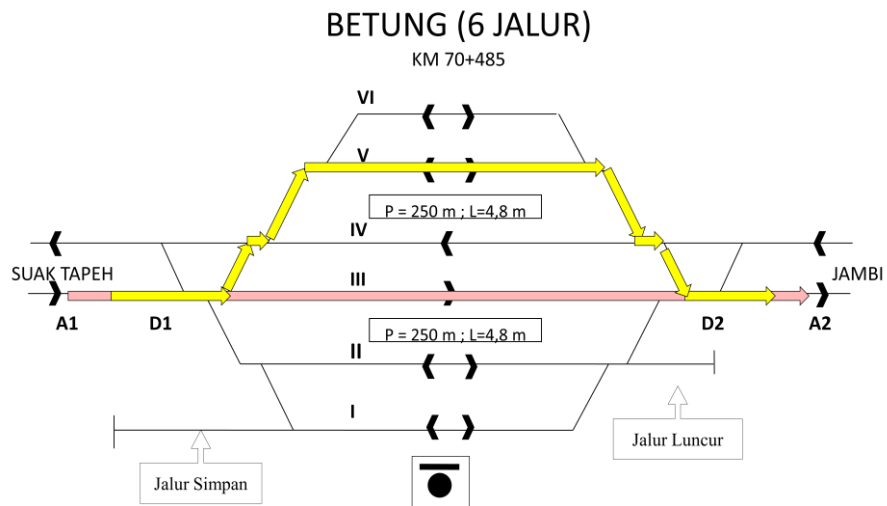 BETUNG (6 JALUR)
KM 70+485
VI
V
P = 250 m ; L=4,8 m
IV
SUAK TAPEH
III
JAMBI
A1
D1
D2
A2
P = 250 m ; L=4,8 m
II
I
Jalur Luncur
Jalur Simpan